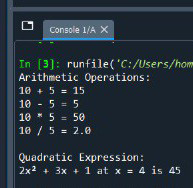 Console 1/A
In [3]: runfile('C:/Users/hom
Arithmetic Operations:
10 + 5 = 15
10 - 5 = 5
10 * 5 = 50
10 / 5 = 2.0
Quadratic Expression:
2x² + 3x + 1 at x = 4 is 45